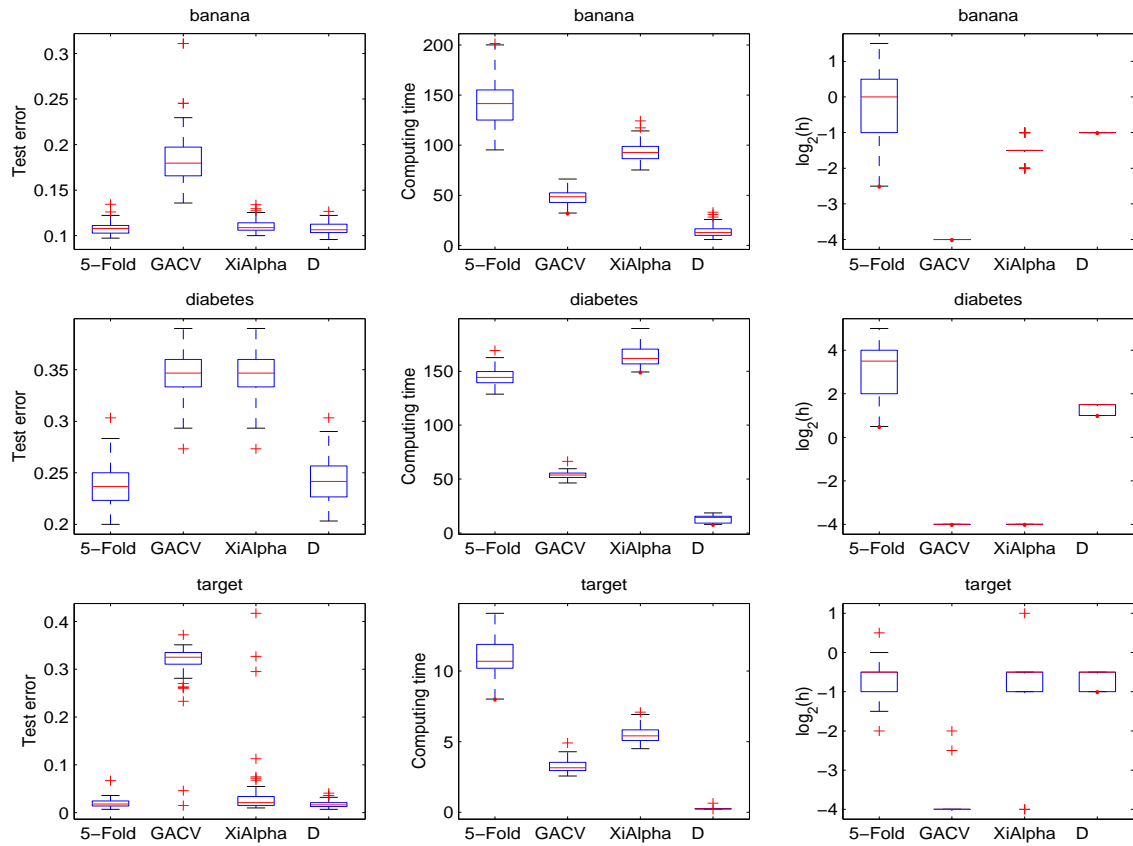 banana
banana
banana
Test error
0.3
0.25
0.2
0.15
0.1
5−Fold GACV XiAlpha D
Computing time
200
150
100
50
0
5−Fold GACV XiAlpha D
log2(h)
1
0
−1
−2
−3
−4
5−Fold GACV XiAlpha D
diabetes
diabetes
diabetes
Test error
0.35
0.3
0.25
0.2
5−Fold GACV XiAlpha D
Computing time
150
100
50
0
5−Fold GACV XiAlpha D
log2(h)
4
2
0
−2
−4
5−Fold GACV XiAlpha D
target
target
target
Test error
0.4
0.3
0.2
0.1
0
5−Fold GACV XiAlpha D
Computing time
10
5
0
5−Fold GACV XiAlpha D
log2(h)
1
0
−1
−2
−3
−4
5−Fold GACV XiAlpha D